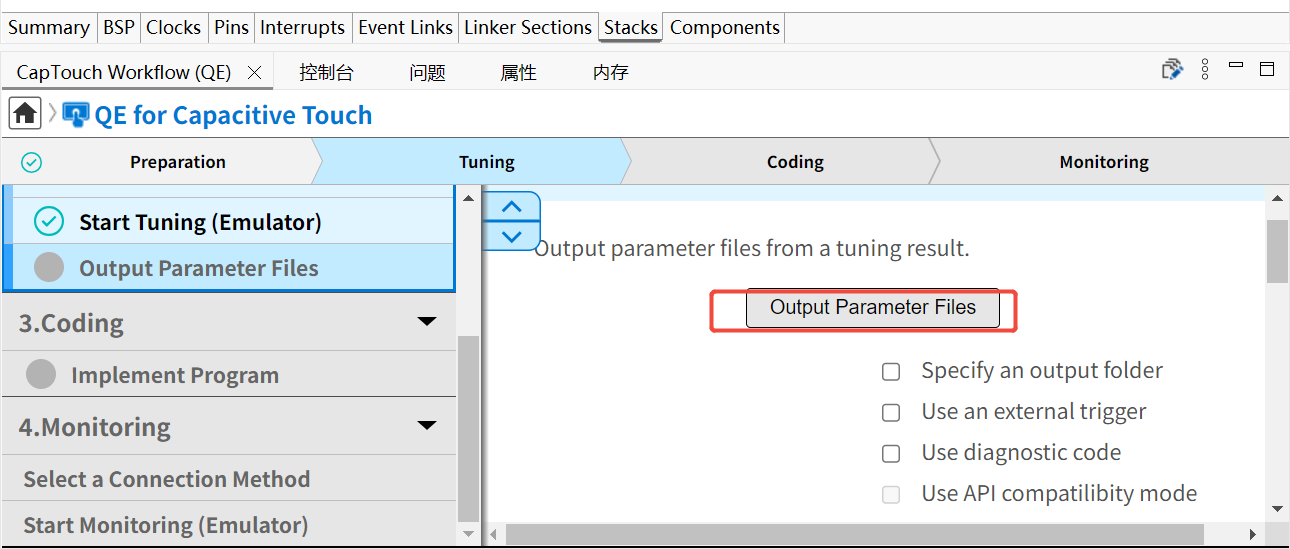 Summary BSP Clocks Pins Interrupts Event Links Linker Sections Stacks Components
CapTouch Workflow (QE) 控制台 问题 属性 内存
QE for Capacitive Touch
Preparation Tuning Coding Monitoring
Start Tuning (Emulator)
Output Parameter Files
3.Coding
Implement Program
4.Monitoring
Select a Connection Method
Start Monitoring (Emulator)
Output parameter files from a tuning result.
Output Parameter Files
Specify an output folder
Use an external trigger
Use diagnostic code
Use API compatilibity mode